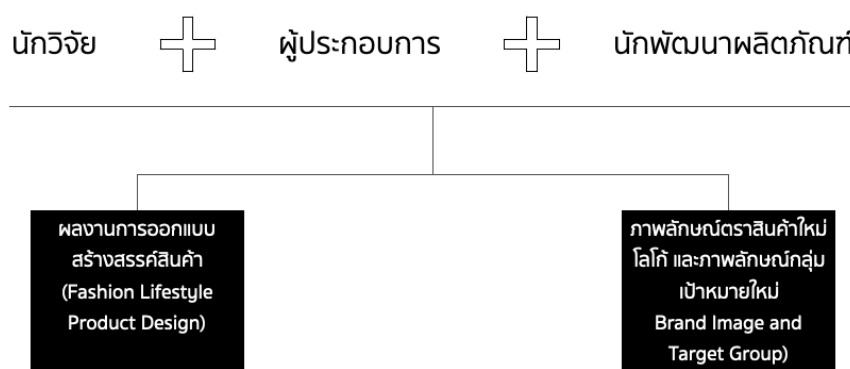 นักวิจัย ผู้ประกอบการ นักพัฒนาผลิตภัณฑ์
ผลงานการออกแบบ
สร้างสรรค์สินค้า
(Fashion Lifestyle
Product Design)
ภาพลักษณ์ตราสินค้าใหม่
โลโก้ และภาพลักษณ์กลุ่ม
เป้าหมายใหม่
Brand Image and
Target Group)